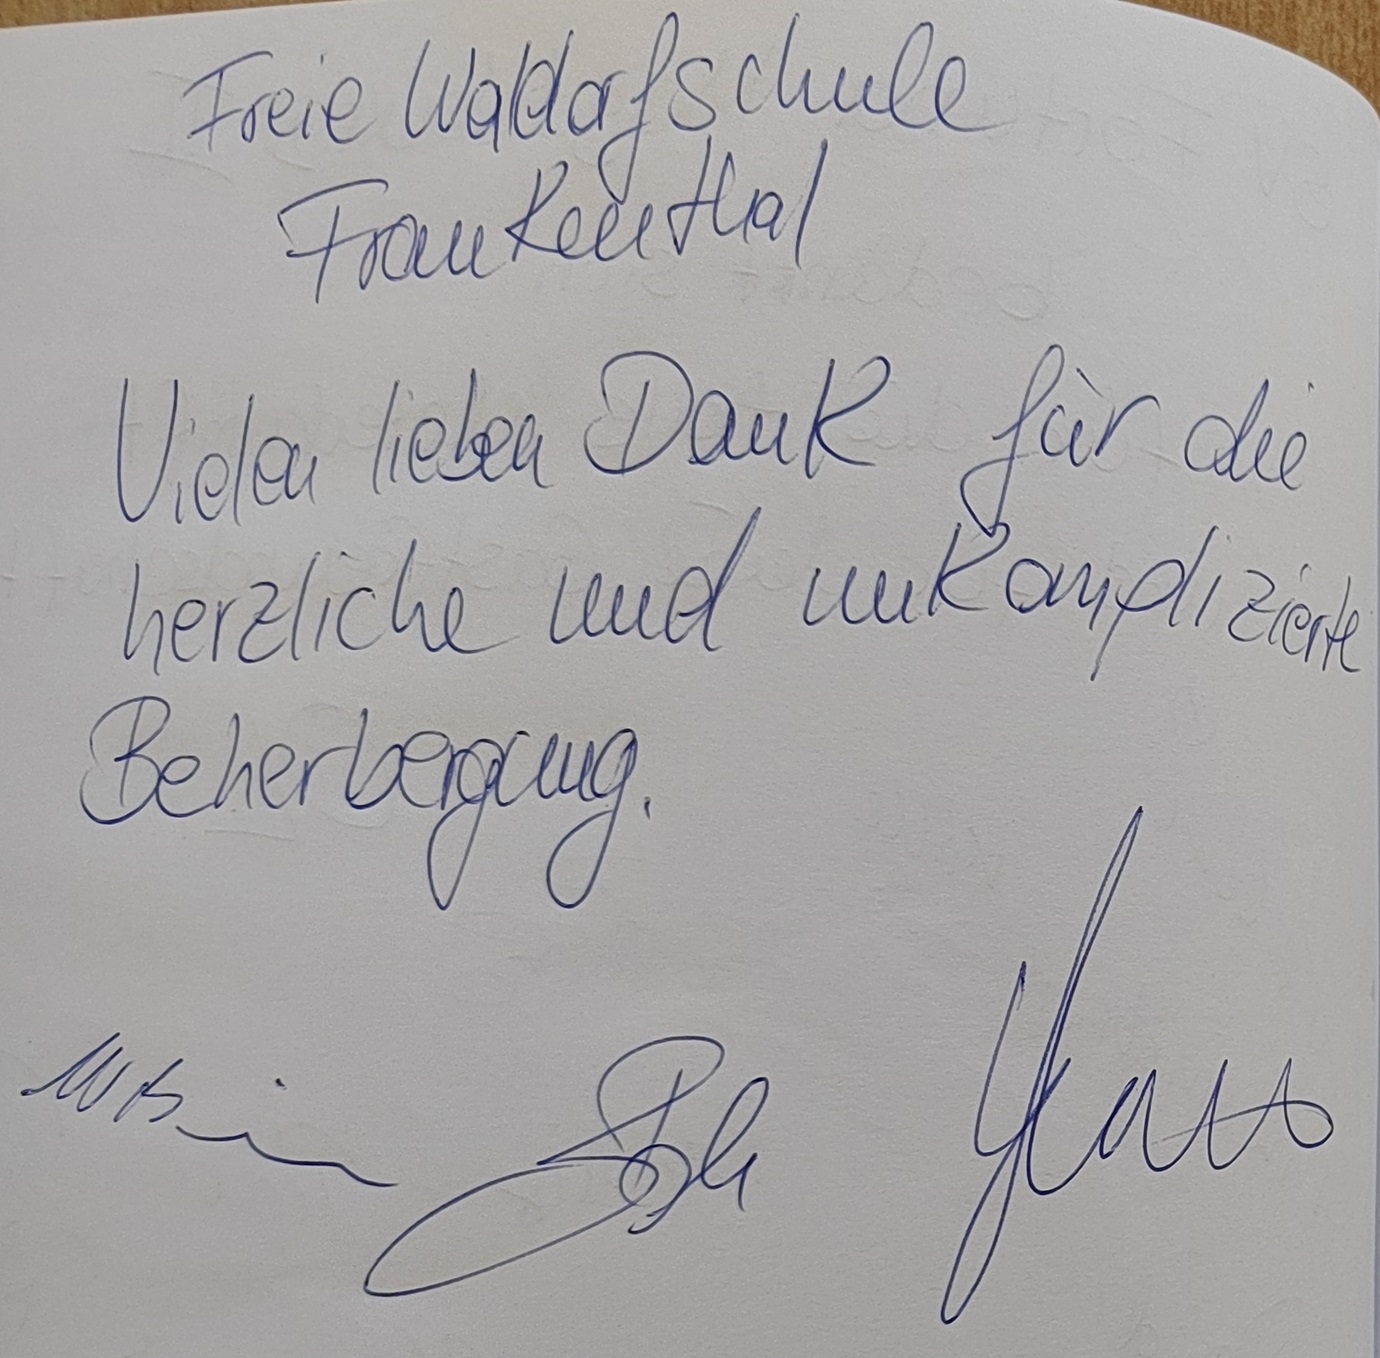 Freie Waldorfschule
Frankenthal
Vielen lieben Dank für die
herzliche und unkomplizierte
Beherbergung.